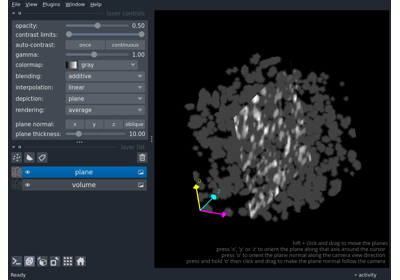 File View Plugins Window Help
layer controls
opacity: 0.50
contrast limits:
auto-contrast: once continuous
gamma: 1.00
colormap: gray
blending: additive
interpolation: linear
depiction: plane
rendering: average
plane normal: x y z oblique
plane thickness: 10.00
layer list
plane
volume
hift + click and drag to move the planes
press 'x', 'y' or 'z' to orient the plane along that axis around the cursor
press 'o' to orient the plane normal along the camera view direction
press and hold 'o' then click and drag to make the plane normal follow the camera
Ready
activity